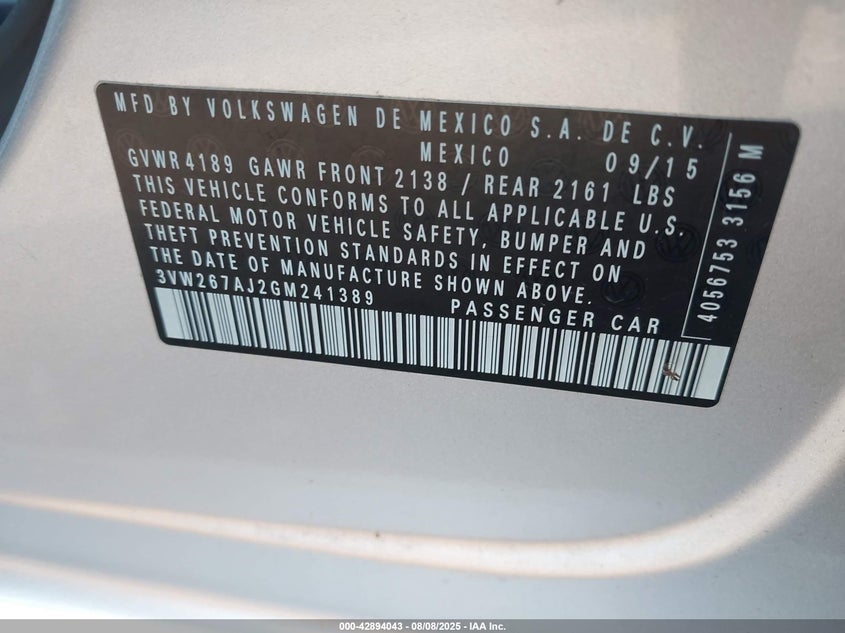 MFD BY VOLKSWAGEN DE MEXICO S.A. DE C.V.
MEXICO 09/15
GVWR4189 GAWR FRONT 2138 / REAR 2161 LBS
THIS VEHICLE CONFORMS TO ALL APPLICABLE U.S.
FEDERAL MOTOR VEHICLE SAFETY, BUMPER AND
THEFT PREVENTION STANDARDS IN EFFECT ON
THE DATE OF MANUFACTURE SHOWN ABOVE.
3VW267AJ2GM241389 PASSENGER CAR
4056753 3156 M
000-42894043 - 08/08/2025 - IAA Inc.